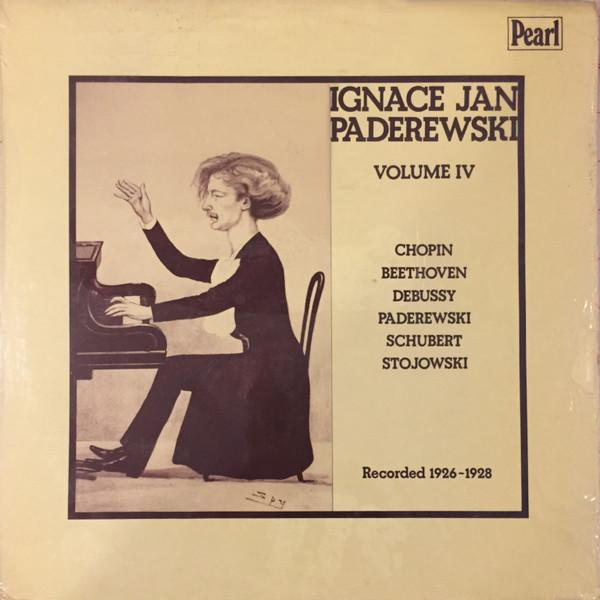 Pearl
IGNACE JAN
PADEREWSKI
VOLUME IV
CHOPIN
BEETHOVEN
DEBUSSY
PADEREWSKI
SCHUBERT
STOJOWSKI
Recorded 1926-1928
Spy